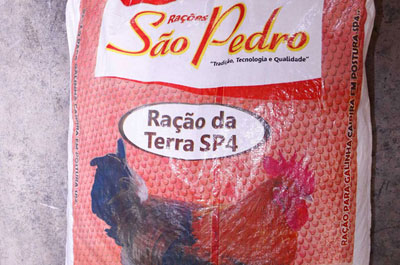 Rações
São Pedro
"Tradição, Tecnologia e Qualidade"
Ração da
Terra SP4
RAÇÃO PARA GALINHA CAIPIRA EM POSTURA SP4